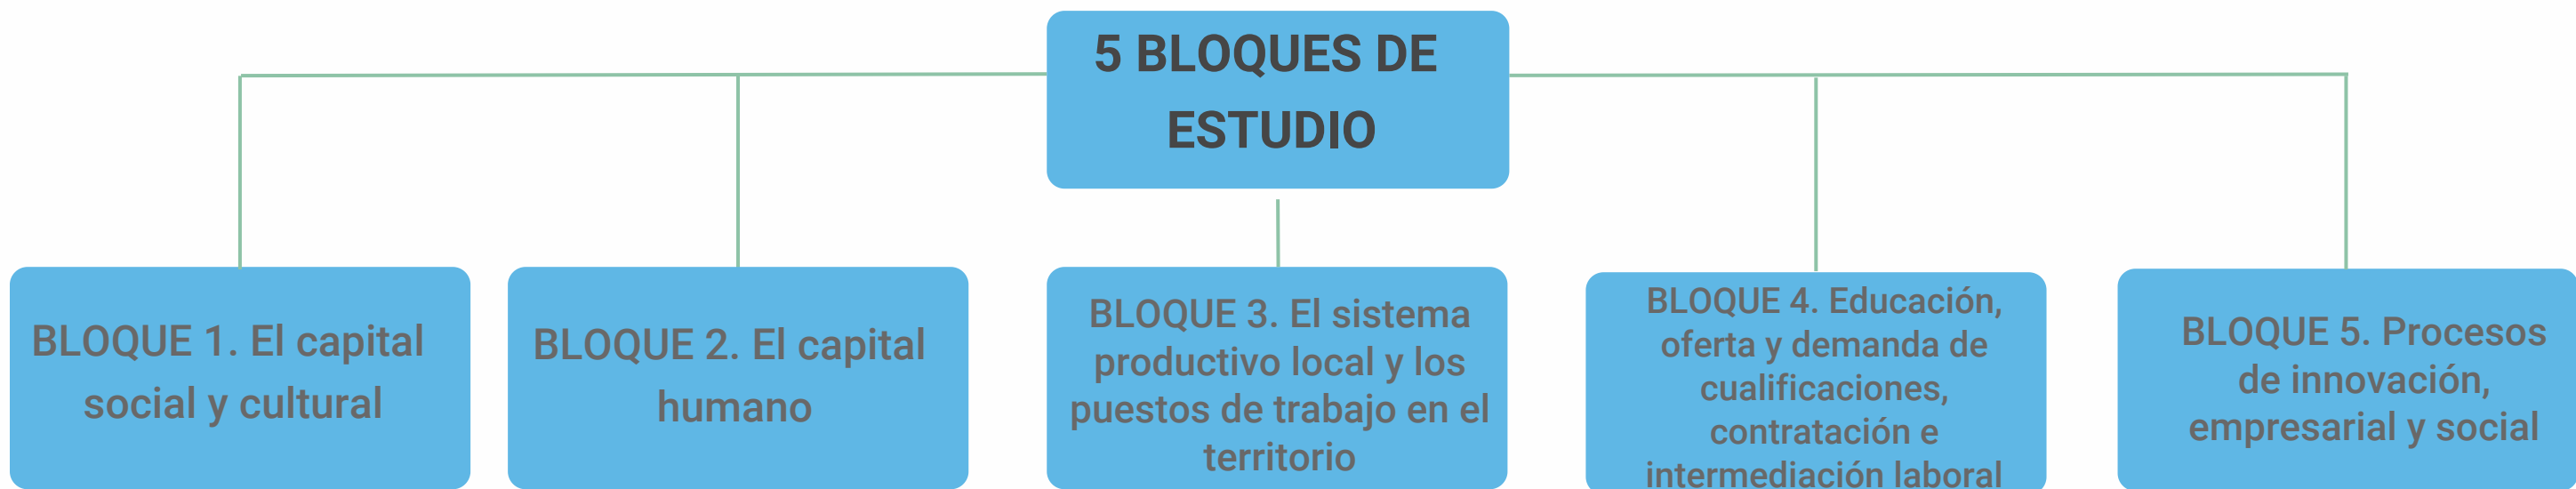 5 BLOQUES DE
ESTUDIO
BLOQUE 1. El capital
social y cultural
BLOQUE 2. El capital
humano
BLOQUE 3. El sistema
productivo local y los
puestos de trabajo en el
territorio
BLOQUE 4. Educación,
oferta y demanda de
cualificaciones,
contratación e
intermediación laboral
BLOQUE 5. Procesos
de innovación,
empresarial y social